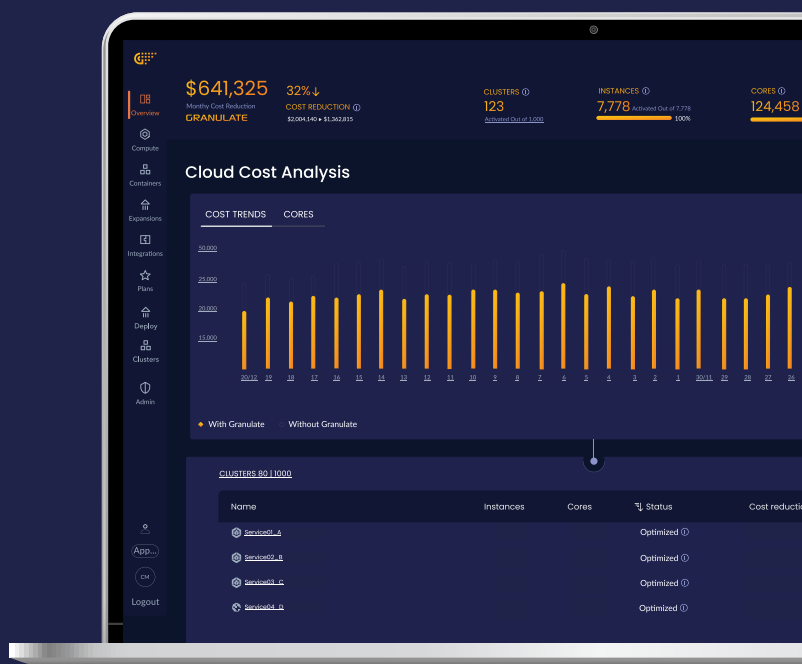 $641,325
Monthy Cost Reduction
GRANULATE
32%↓
COST REDUCTION
$2,004,140 ▸ $1,362,815
CLUSTERS
123
Activated Out of 1,000
INSTANCES
7,778 Activated Out of 7,778
100%
CORES
124,458
Overview
Compute
Containers
Expansions
Integrations
Plans
Deploy
Clusters
Admin
App...
CM
Logout
Cloud Cost Analysis
COST TRENDS CORES
50,000
25,000
20,000
15,000
20/12 19 18 17 16 15 14 13 12 11 10 9 8 7 6 5 4 3 2 1 30/11 29 28 27 26
With Granulate Without Granulate
CLUSTERS 80 | 1000
Name Instances Cores Status Cost reductio
Service01_A Optimized
Service02_B Optimized
Service03_C Optimized
Service04_D Optimized